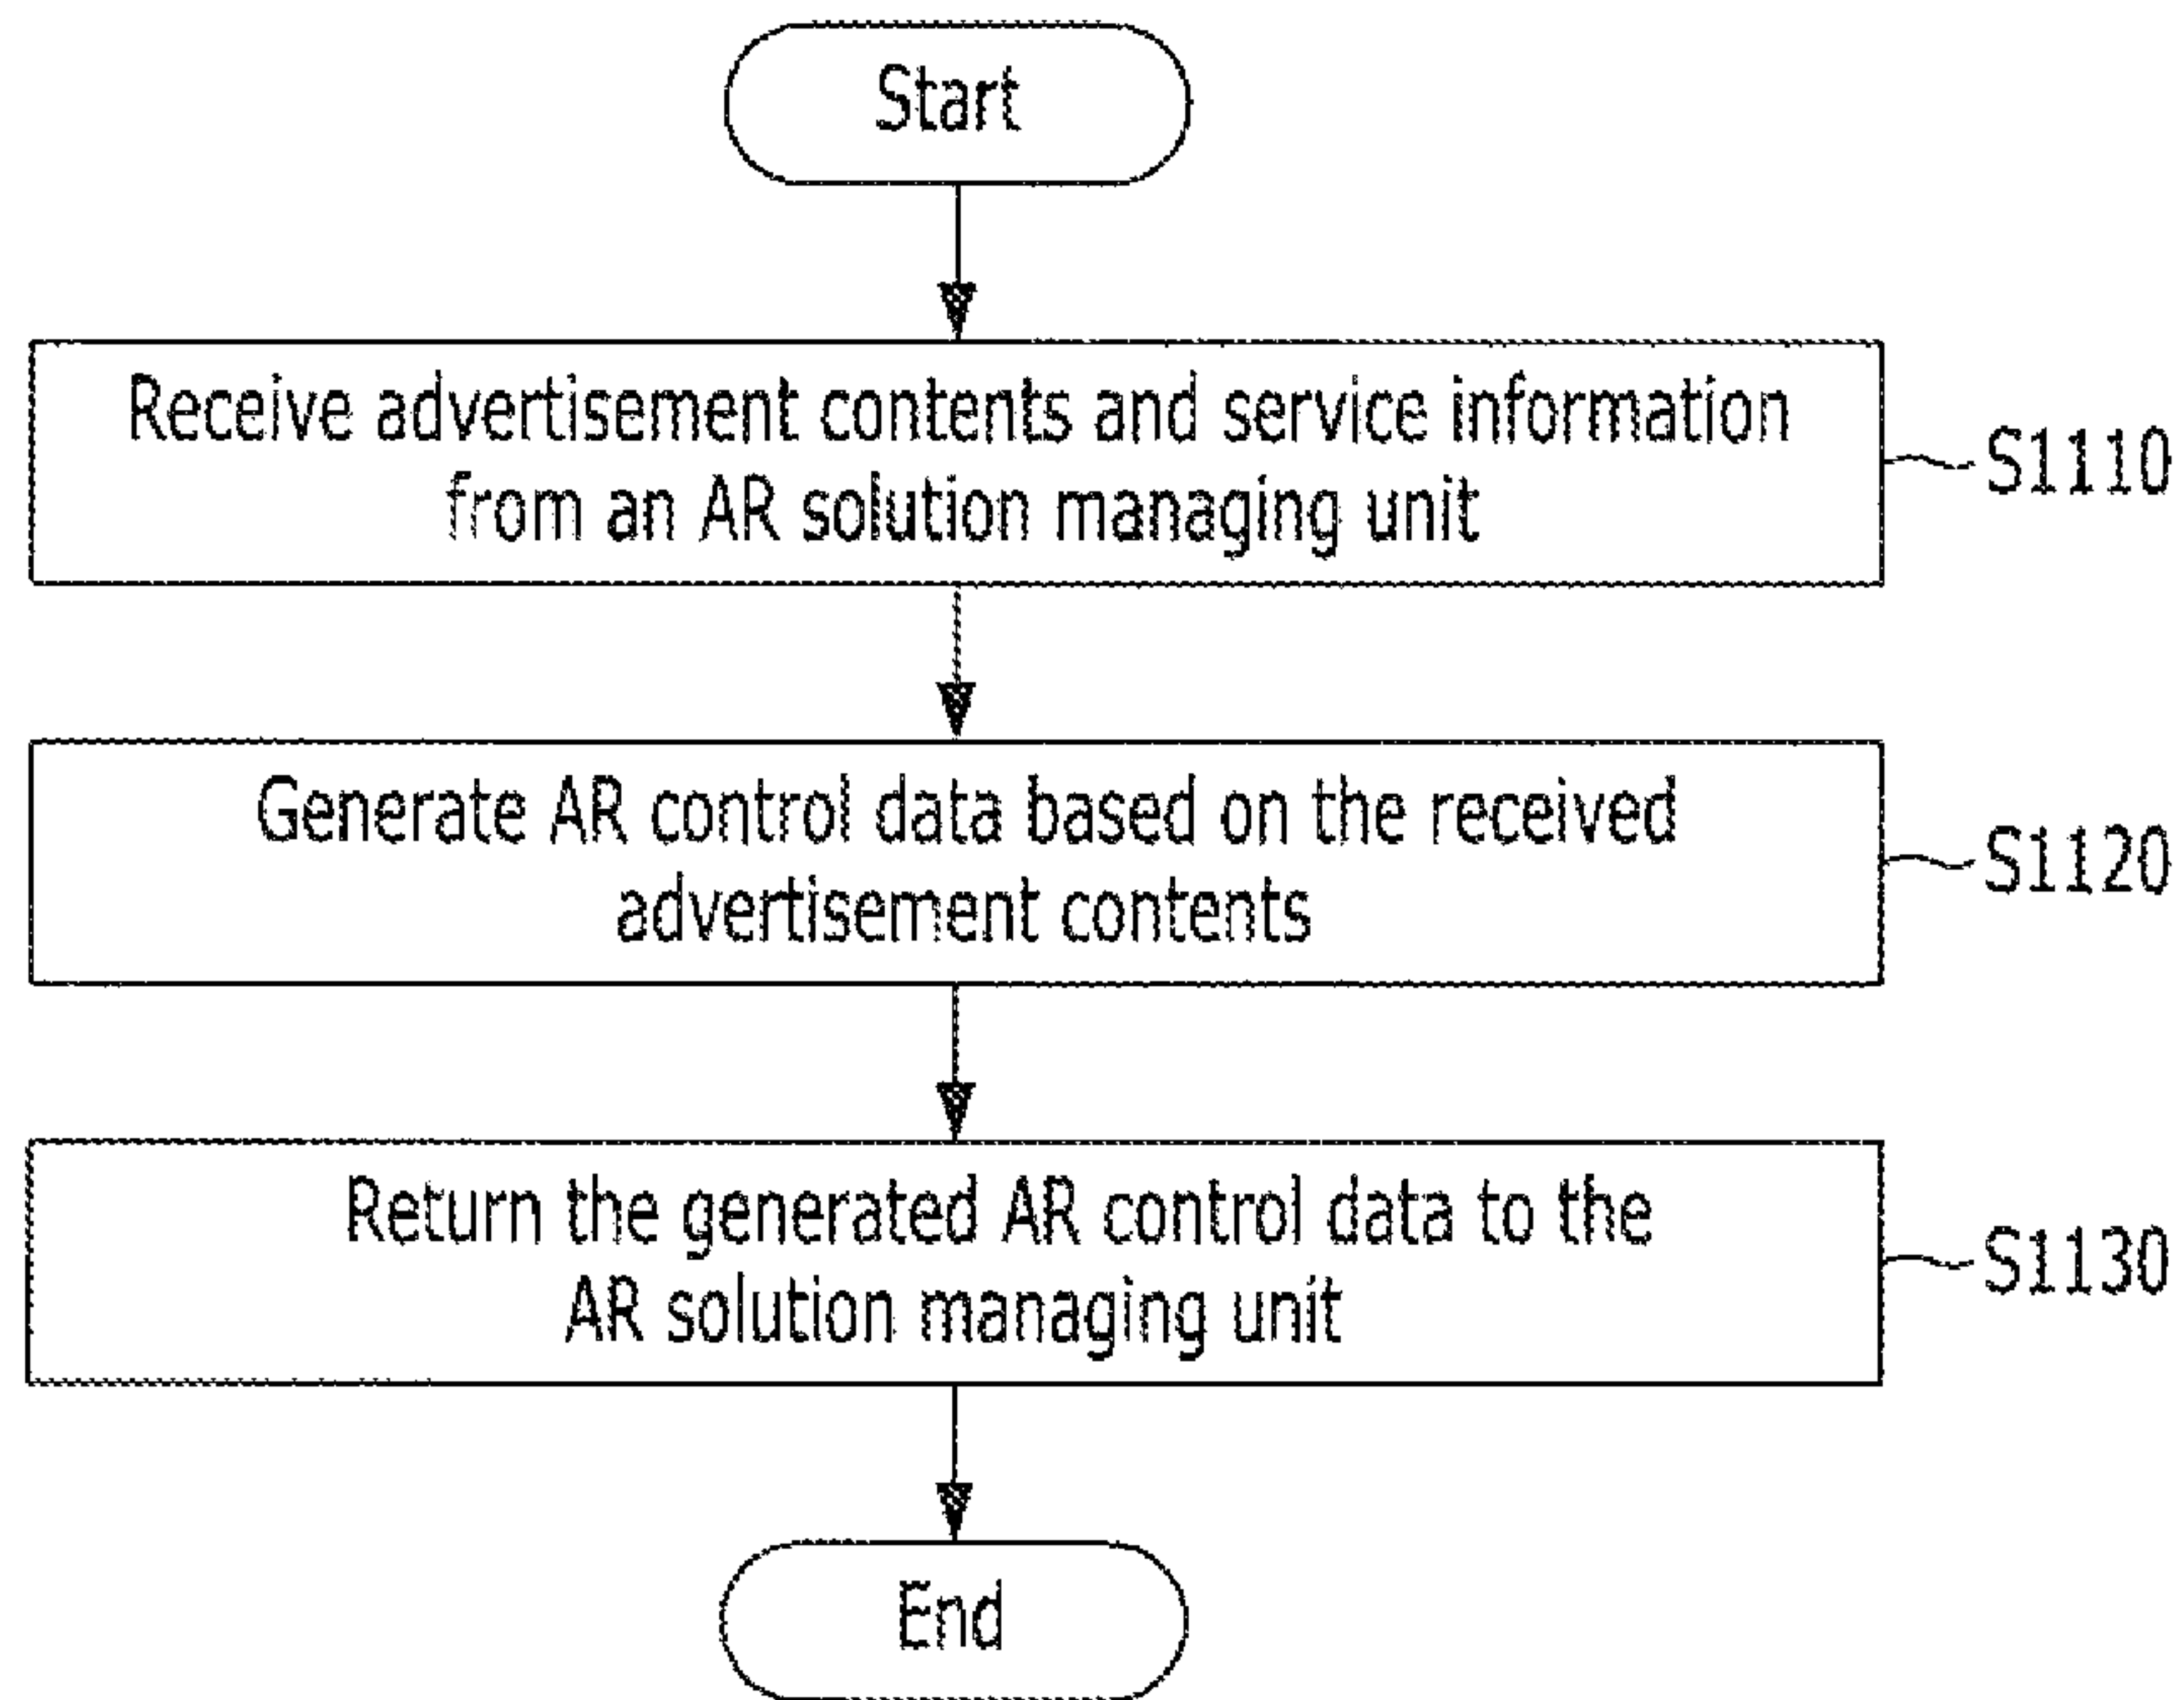 Start
Receive advertisement contents and service information
from an AR solution managing unit
S1110
Generate AR control data based on the received
advertisement contents
S1120
Return the generated AR control data to the
AR solution managing unit
S1130
End